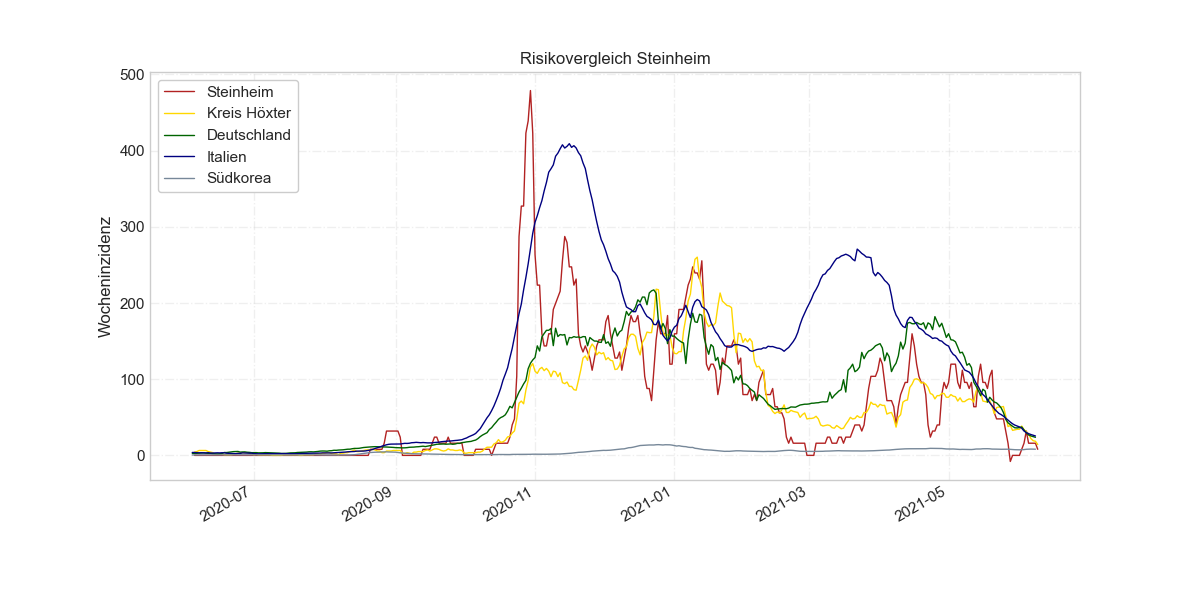 Risikovergleich Steinheim
Wocheninzidenz
500
400
300
200
100
0
Steinheim
Kreis Höxter
Deutschland
Italien
Südkorea
2020-07
2020-09
2020-11
2021-01
2021-03
2021-05